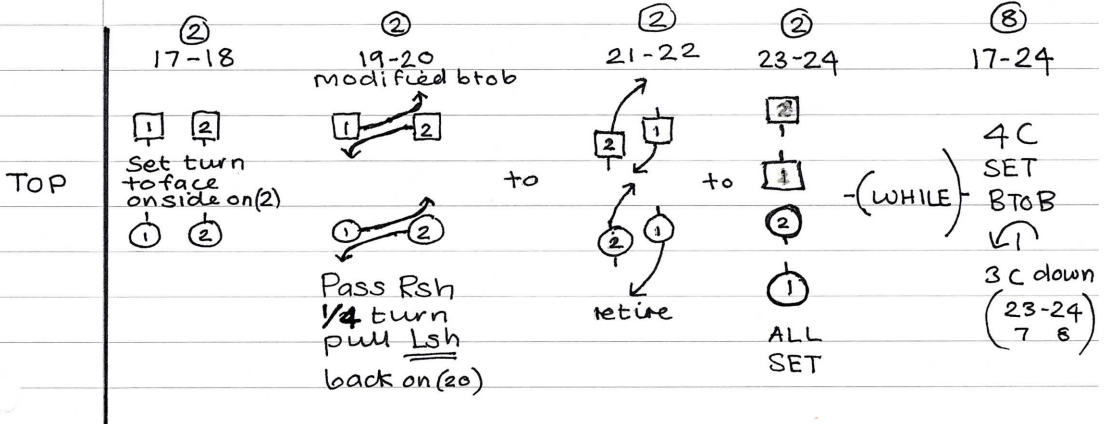 ② ② ② ② ⑧
17-18 19-20 21-22 23-24 17-24
modified btob
1 2 1 2 2 1 2 4C
Set turn SET
TOP to face to to 1 -(WHILE)- BTOB
onside on(2)
1 2 1 2 2 1 2
3C down
Pass Rsh 1 (23-24
1/4 turn retire 7 8)
pull Lsh ALL
back on (20) SET